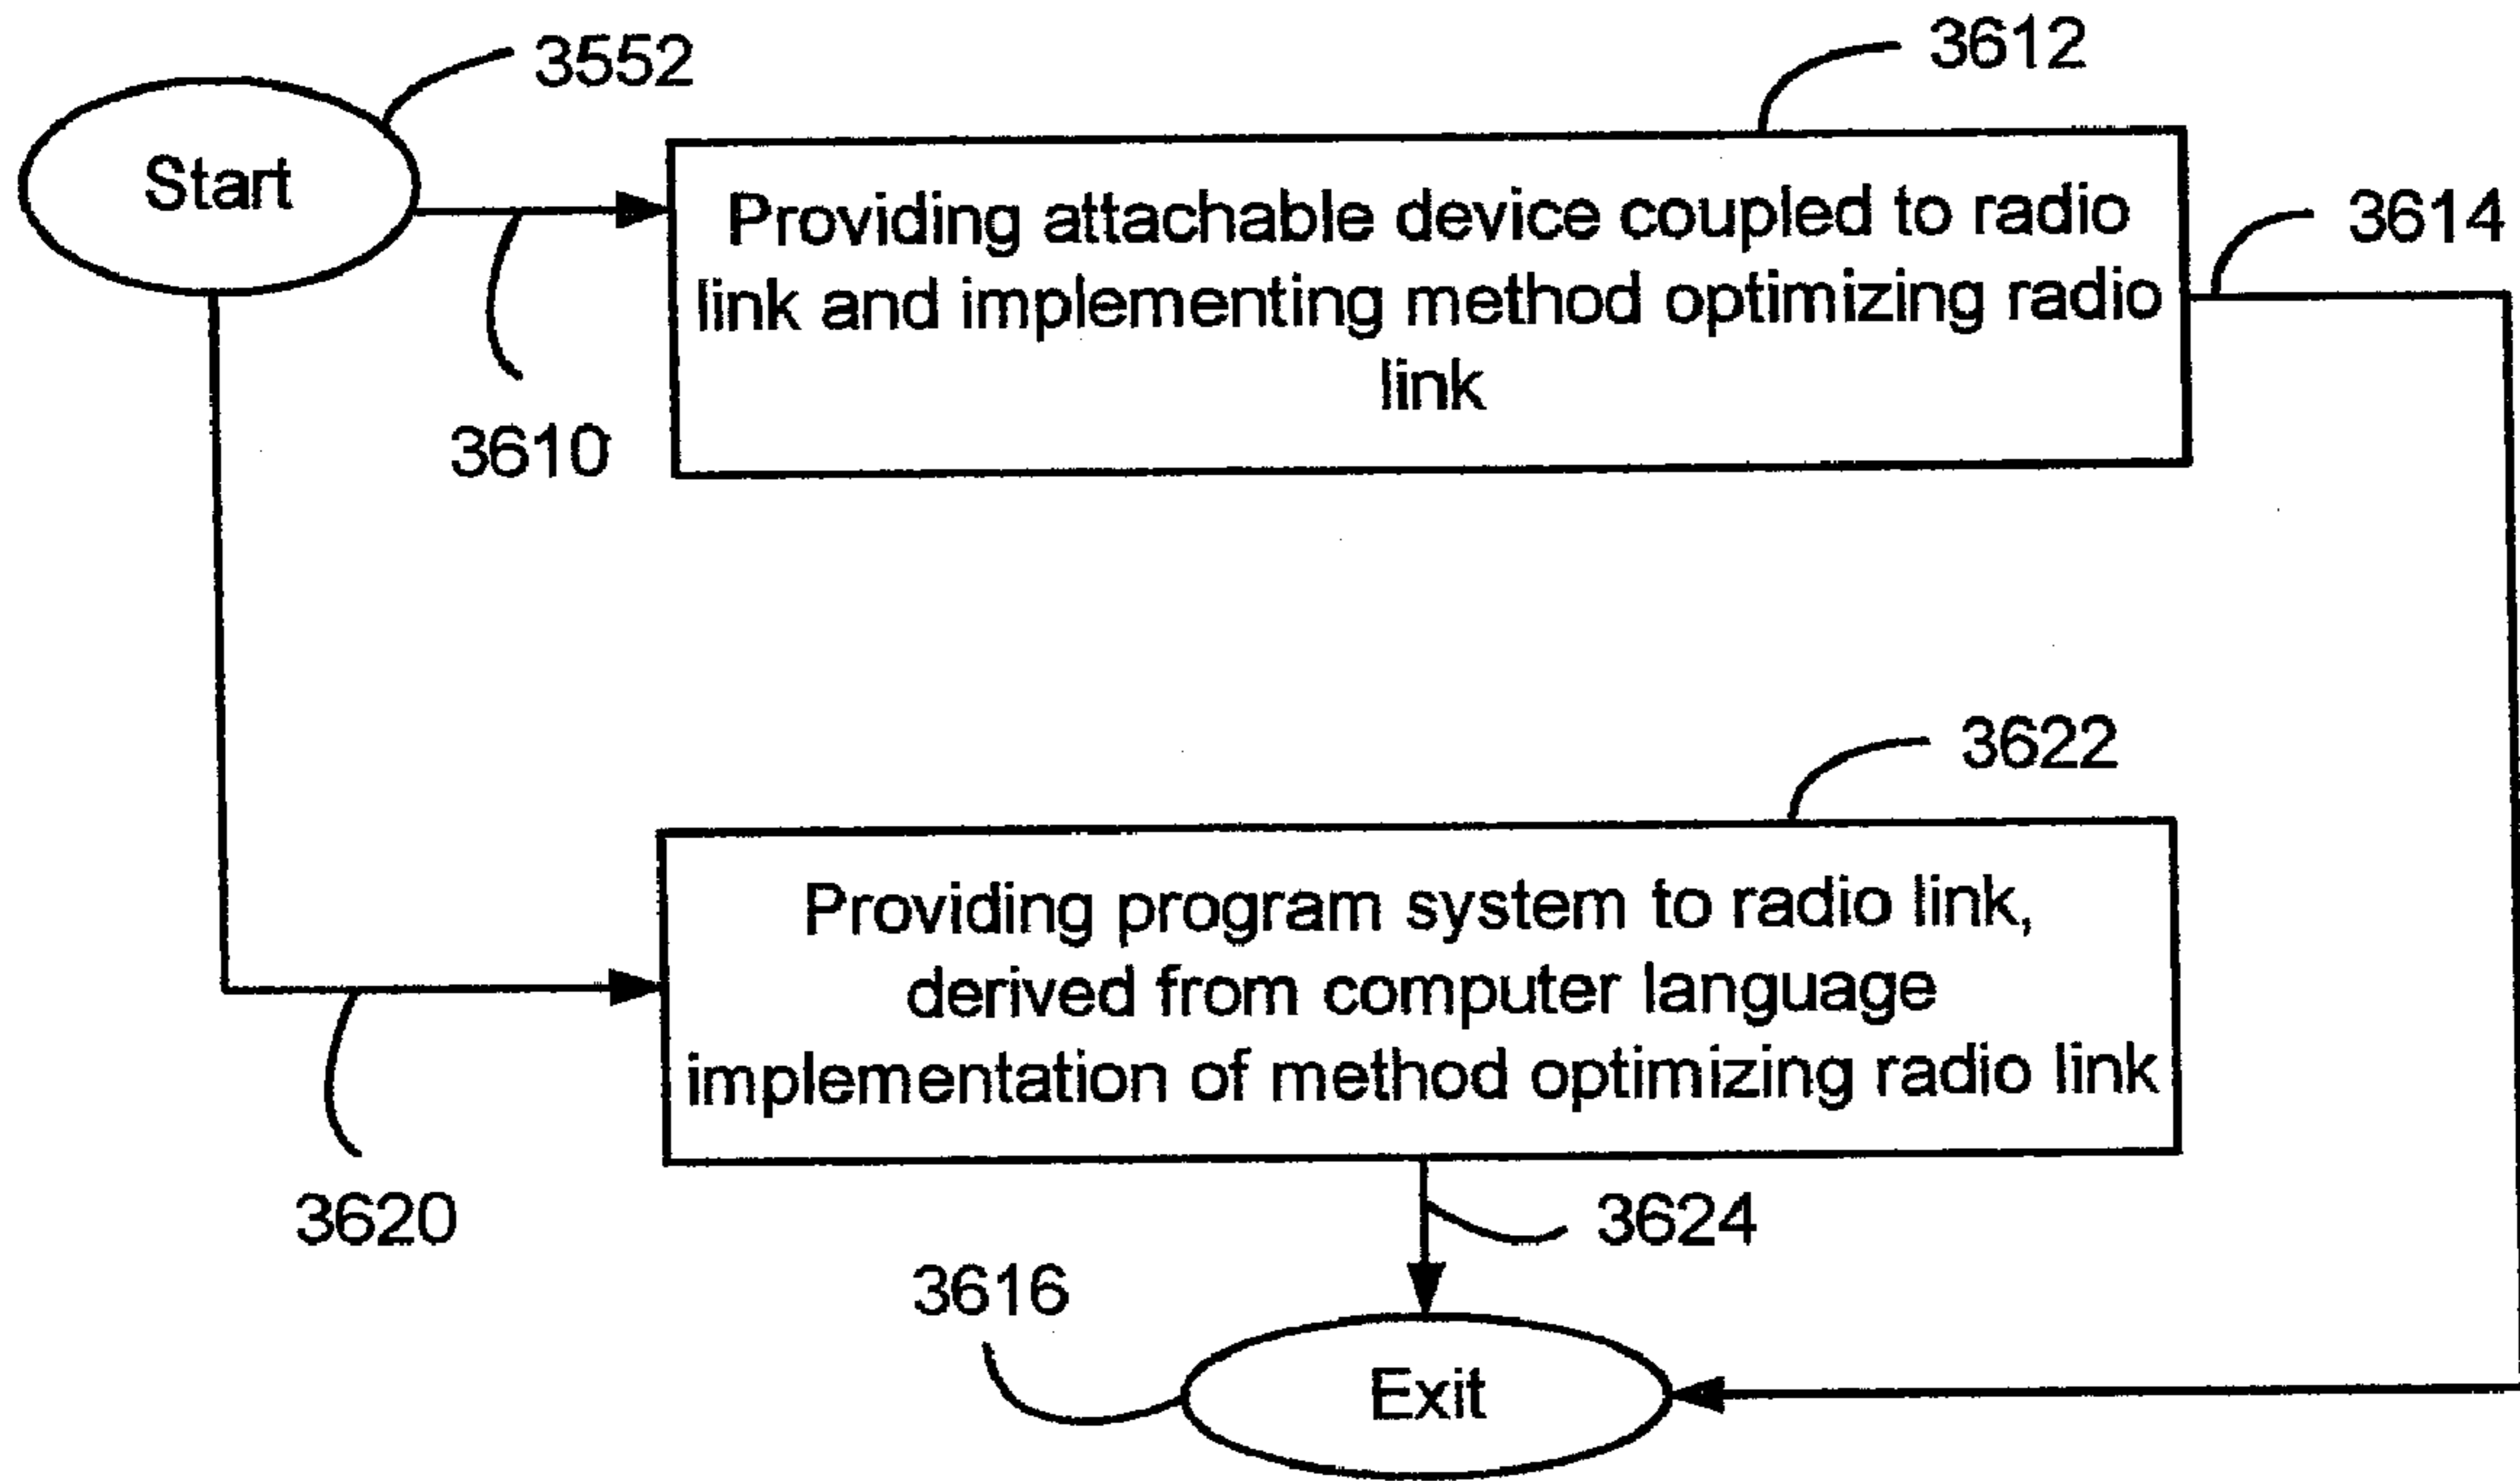 3552
3612
Start
Providing attachable device coupled to radio
link and implementing method optimizing radio
link
3614
3610
3622
Providing program system to radio link,
derived from computer language
implementation of method optimizing radio link
3620
3624
3616
Exit